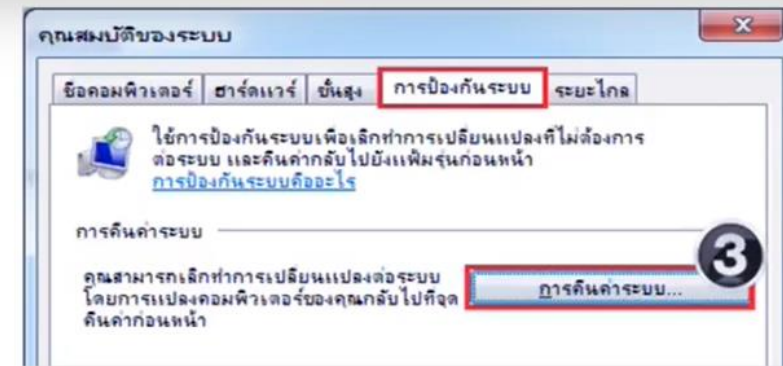 คุณสมบัติของระบบ
ชื่อคอมพิวเตอร์ ฮาร์ดแวร์ ขั้นสูง การป้องกันระบบ ระยะไกล
ใช้การป้องกันระบบเพื่อเลิกทำการเปลี่ยนแปลงที่ไม่ต้องการ
ต่อระบบ และคืนค่ากลับไปยังแฟ้มรุ่นก่อนหน้า
การป้องกันระบบคืออะไร
การคืนค่าระบบ
3
คุณสามารถเลิกทำการเปลี่ยนแปลงต่อระบบ
โดยการแปลงคอมพิวเตอร์ของคุณกลับไปที่จุด
คืนค่าก่อนหน้า
การคืนค่าระบบ...